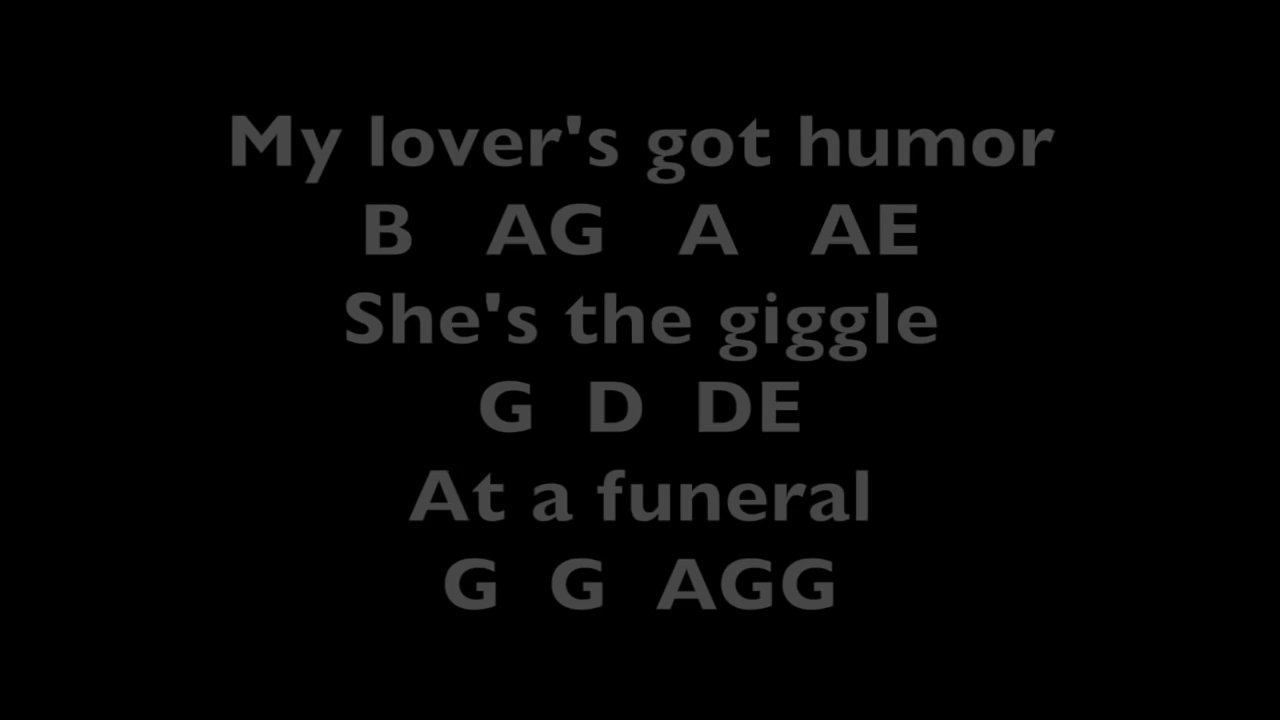 My lover's got humor
B AG A AE
She's the giggle
G D DE
At a funeral
G G AGG